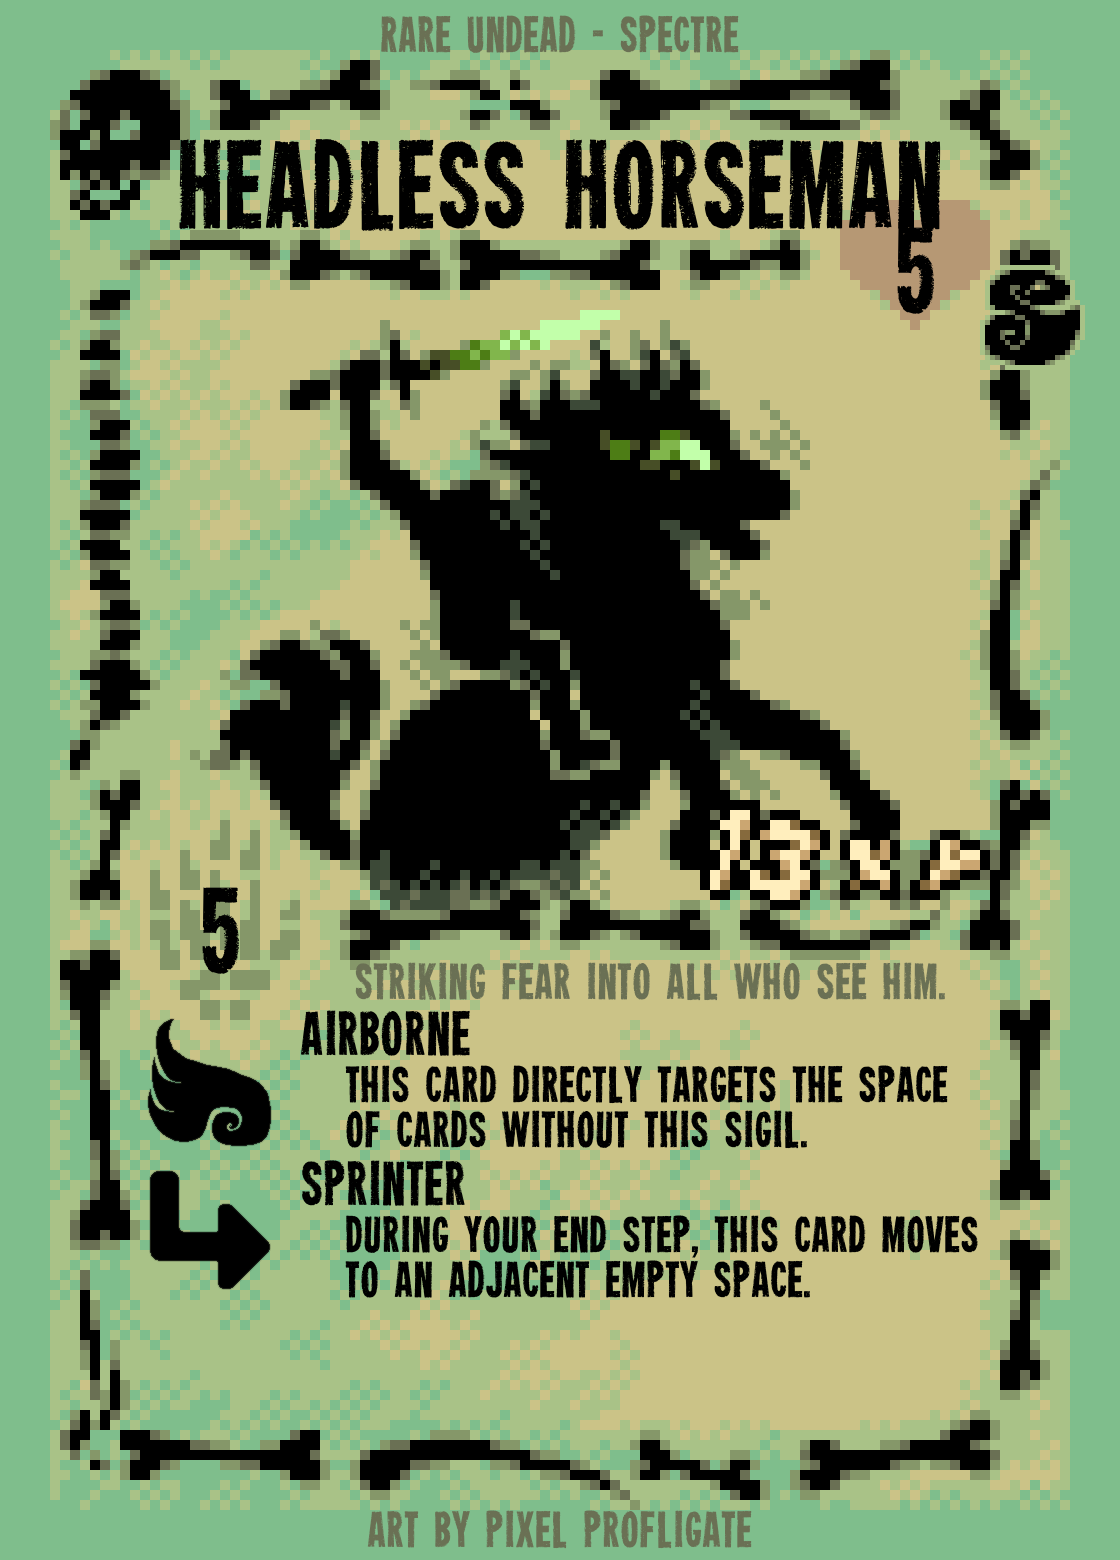 RARE UNDEAD - SPECTRE
HEADLESS HORSEMAN
5
13 X
5
STRIKING FEAR INTO ALL WHO SEE HIM.
AIRBORNE
THIS CARD DIRECTLY TARGETS THE SPACE
OF CARDS WITHOUT THIS SIGIL.
SPRINTER
DURING YOUR END STEP, THIS CARD MOVES
TO AN ADJACENT EMPTY SPACE.
ART BY PIXEL PROFLIGATE